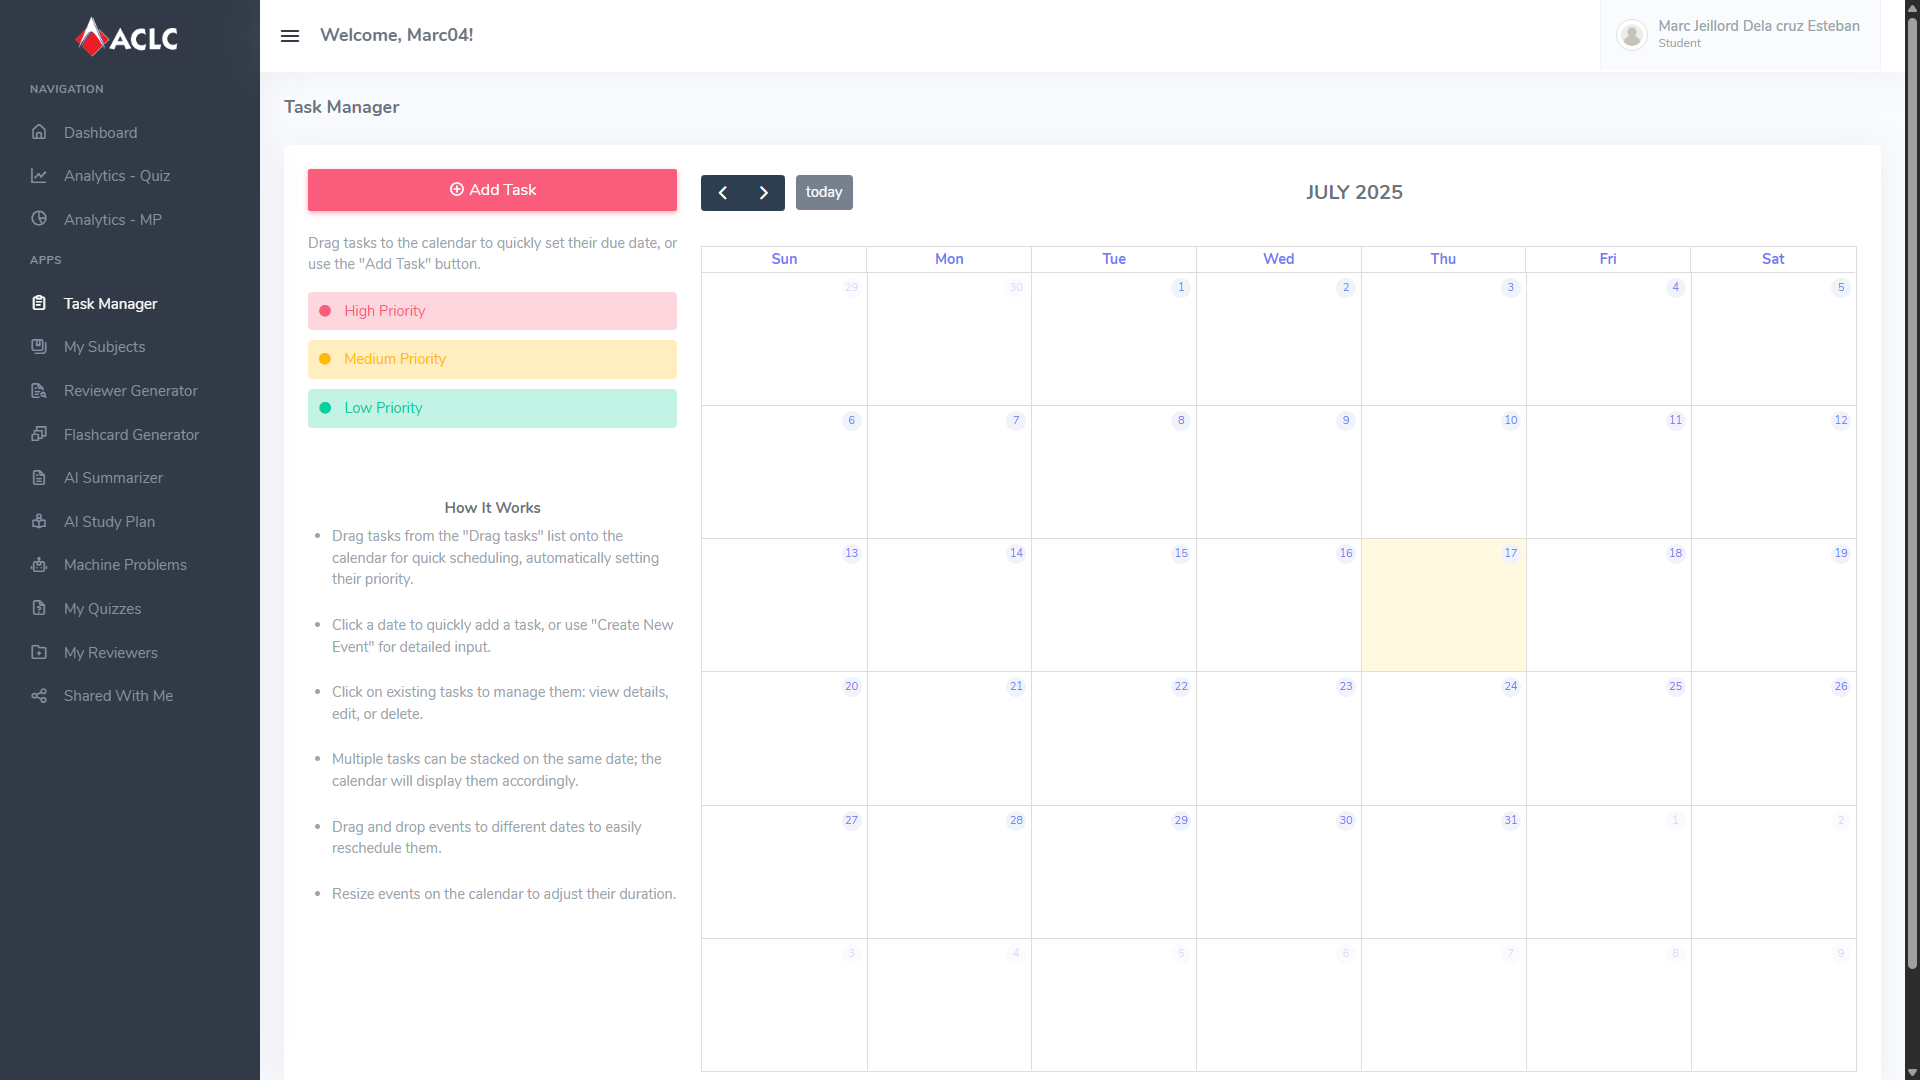 ACLC
NAVIGATION
Dashboard
Analytics - Quiz
Analytics - MP
APPS
Task Manager
My Subjects
Reviewer Generator
Flashcard Generator
AI Summarizer
AI Study Plan
Machine Problems
My Quizzes
My Reviewers
Shared With Me
Welcome, Marc04!
Marc Jeillord Dela cruz Esteban
Student
Task Manager
Add Task
Drag tasks to the calendar to quickly set their due date, or
use the "Add Task" button.
High Priority
Medium Priority
Low Priority
How It Works
Drag tasks from the "Drag tasks" list onto the
calendar for quick scheduling, automatically setting
their priority.
Click a date to quickly add a task, or use "Create New
Event" for detailed input.
Click on existing tasks to manage them: view details,
edit, or delete.
Multiple tasks can be stacked on the same date; the
calendar will display them accordingly.
Drag and drop events to different dates to easily
reschedule them.
Resize events on the calendar to adjust their duration.
today
JULY 2025
Sun Mon Tue Wed Thu Fri Sat
29 30 1 2 3 4 5
6 7 8 9 10 11 12
13 14 15 16 17 18 19
20 21 22 23 24 25 26
27 28 29 30 31 1 2
3 4 5 6 7 8 9